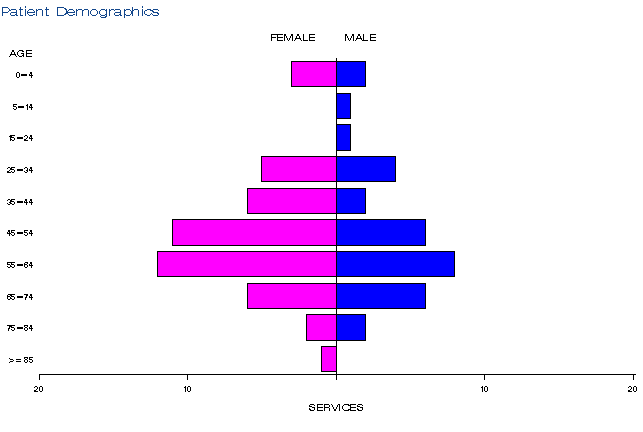 Patient Demographics
FEMALE MALE
AGE
0-4
5-14
15-24
25-34
35-44
45-54
55-64
65-74
75-84
>=85
20 10 10 20
SERVICES